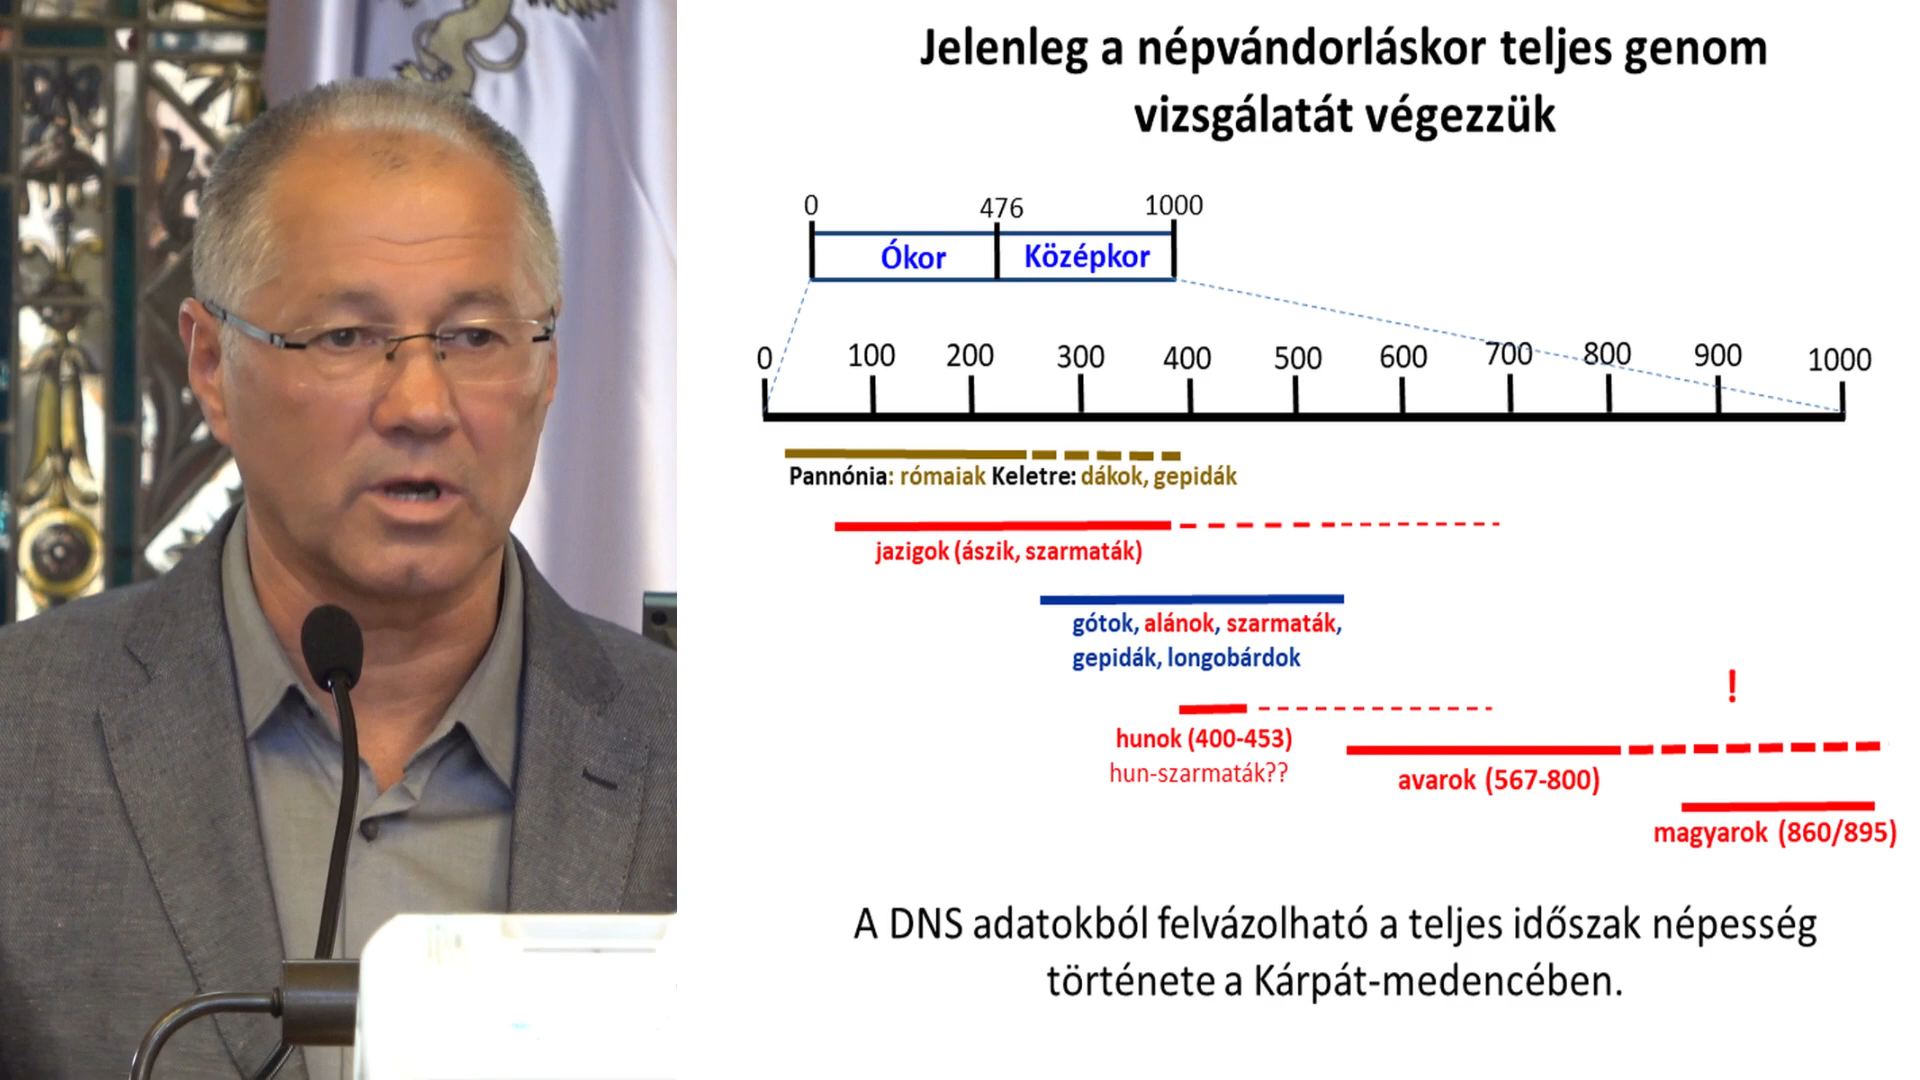 Jelenleg a népvándorláskor teljes genom
vizsgálatát végezzük
0 476 1000
Ókor Középkor
0 100 200 300 400 500 600 700 800 900 1000
Pannónia: rómaiak Keletre: dákok, gepidák
jazigok (ászik, szarmaták)
gótok, alánok, szarmaták,
gepidák, longobárdok
!
hunok (400-453)
hun-szarmaták??
avarok (567-800)
magyarok (860/895)
A DNS adatokból felvázolható a teljes időszak népesség
története a Kárpát-medencében.